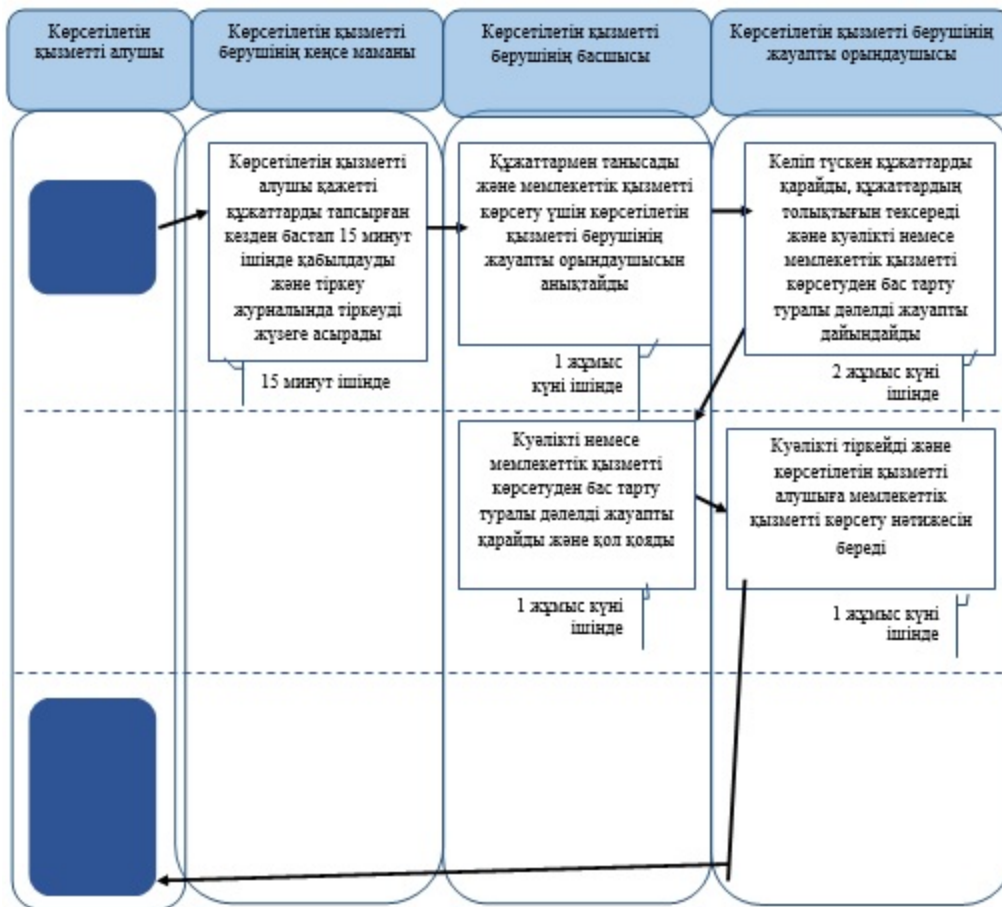 Көрсетілетін
қызметті алушы
Көрсетілетін қызметті
берушінің кеңсе маманы
Көрсетілетін қызметті
берушінің басшысы
Көрсетілетін қызметті берушінің
жауапты орындаушысы
Көрсетілетін қызметті
алушы қажетті
құжаттарды тапсырған
кезден бастап 15 минут
ішінде қабылдауды
және тіркеу
журналында тіркеуді
жүзеге асырады
15 минут ішінде
Құжаттармен танысады
және мемлекеттік қызметті
көрсету үшін көрсетілетін
қызметті берушінің
жауапты орындаушысын
анықтайды
1 жұмыс
күні ішінде
Келіп түскен құжаттарды
қарайды, құжаттардың
толықтығын тексереді
және куәлікті немесе
мемлекеттік қызметті
көрсетуден бас тарту
туралы дәлелді жауапты
дайындайды
2 жұмыс күні
ішінде
Куәлікті немесе
мемлекеттік қызметті
көрсетуден бас тарту
туралы дәлелді жауапты
қарайды және қол қояды
1 жұмыс күні
ішінде
Куәлікті тіркейді және
көрсетілетін қызметті
алушыға мемлекеттік
қызметті көрсету нәтижесін
береді
1 жұмыс күні
ішінде